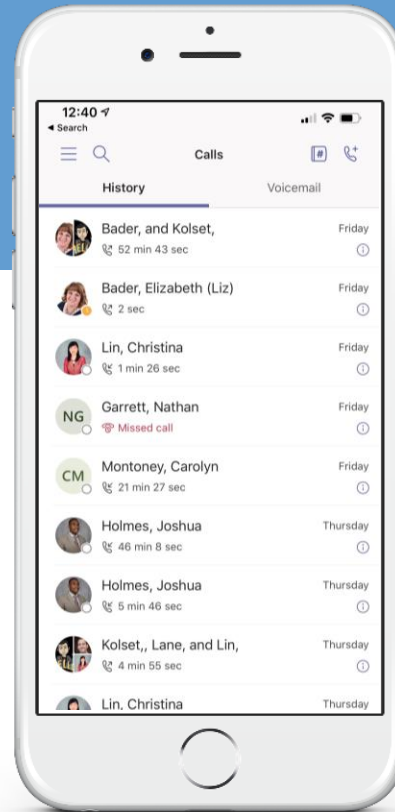 12:40
Search
Calls
#
History Voicemail
Bader, and Kolset, Friday
52 min 43 sec
Bader, Elizabeth (Liz) Friday
2 sec
Lin, Christina Friday
1 min 26 sec
NG
Garrett, Nathan Friday
Missed call
CM
Montoney, Carolyn Friday
21 min 27 sec
Holmes, Joshua Thursday
46 min 8 sec
Holmes, Joshua Thursday
5 min 46 sec
Kolset,, Lane, and Lin, Thursday
4 min 55 sec
Lin, Christina Thursday